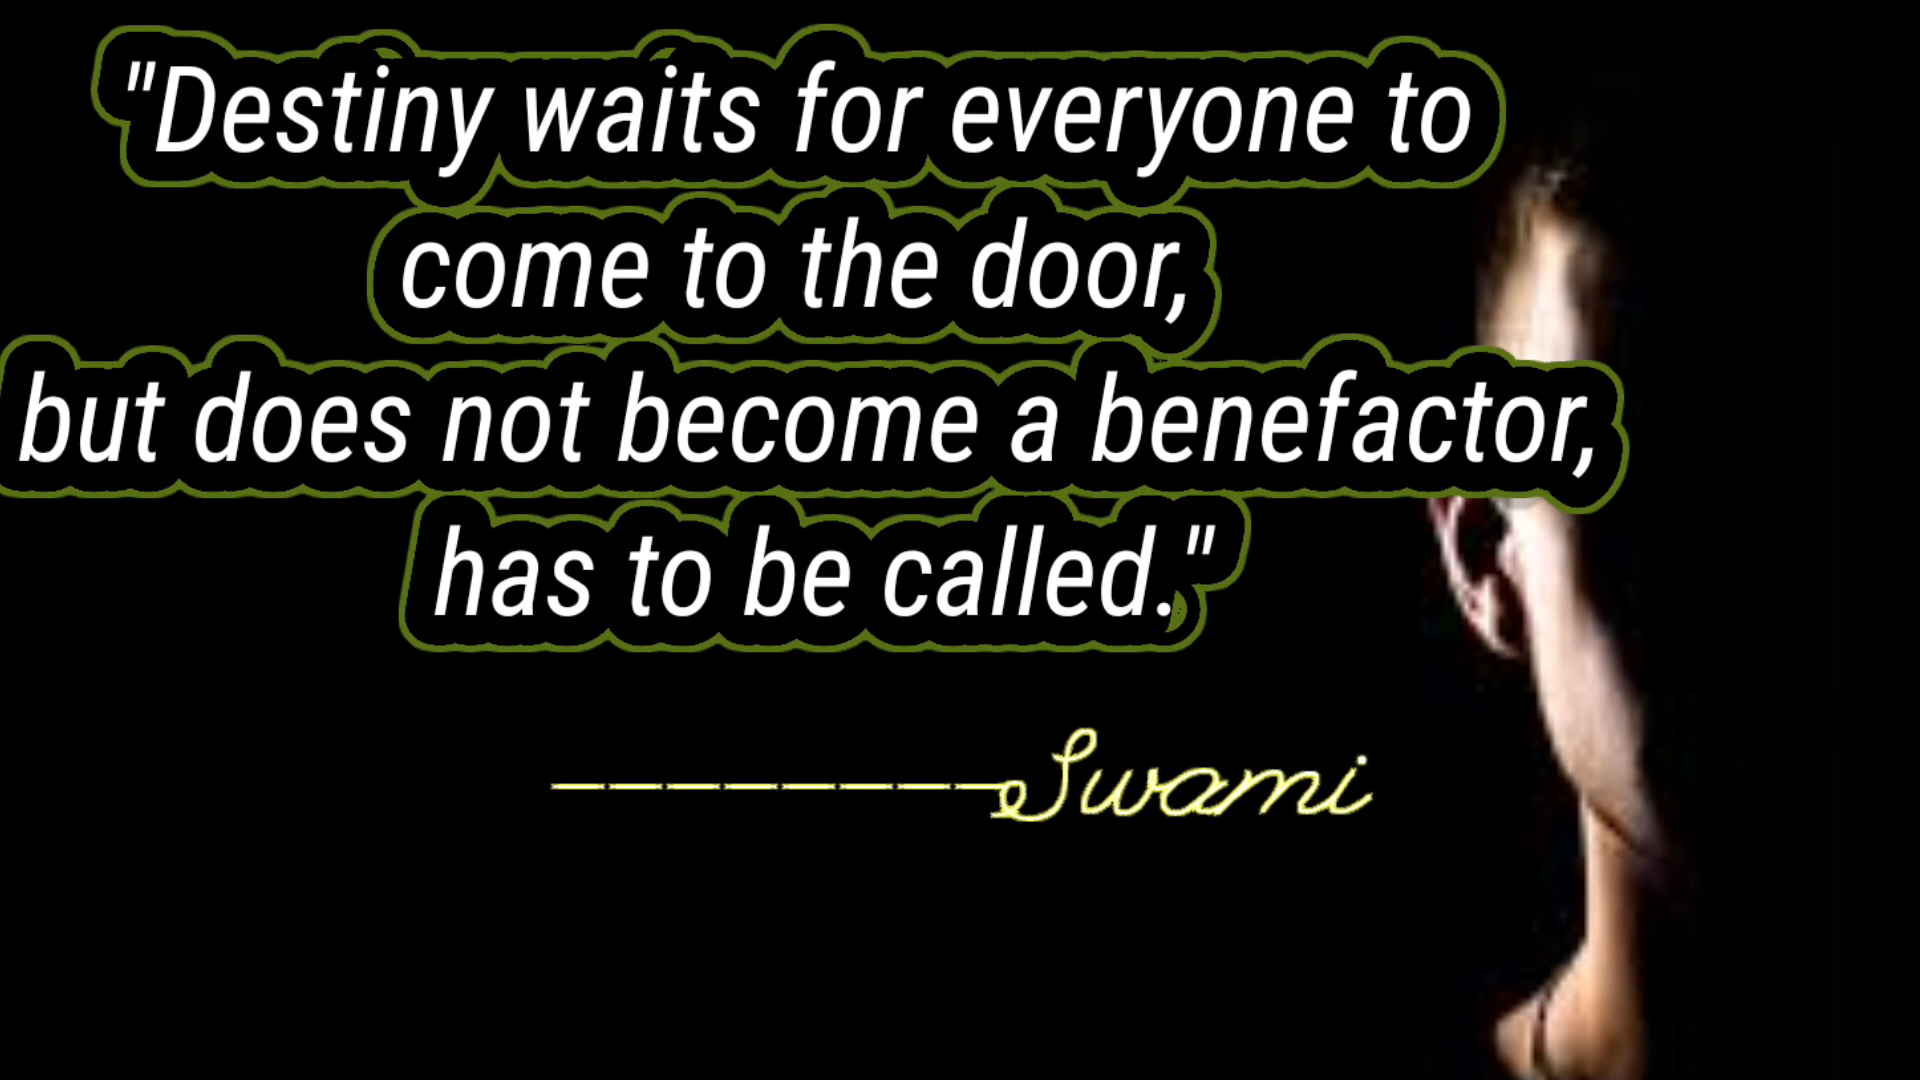 "Destiny waits for everyone to
come to the door,
but does not become a benefactor,
has to be called."
————————Swami